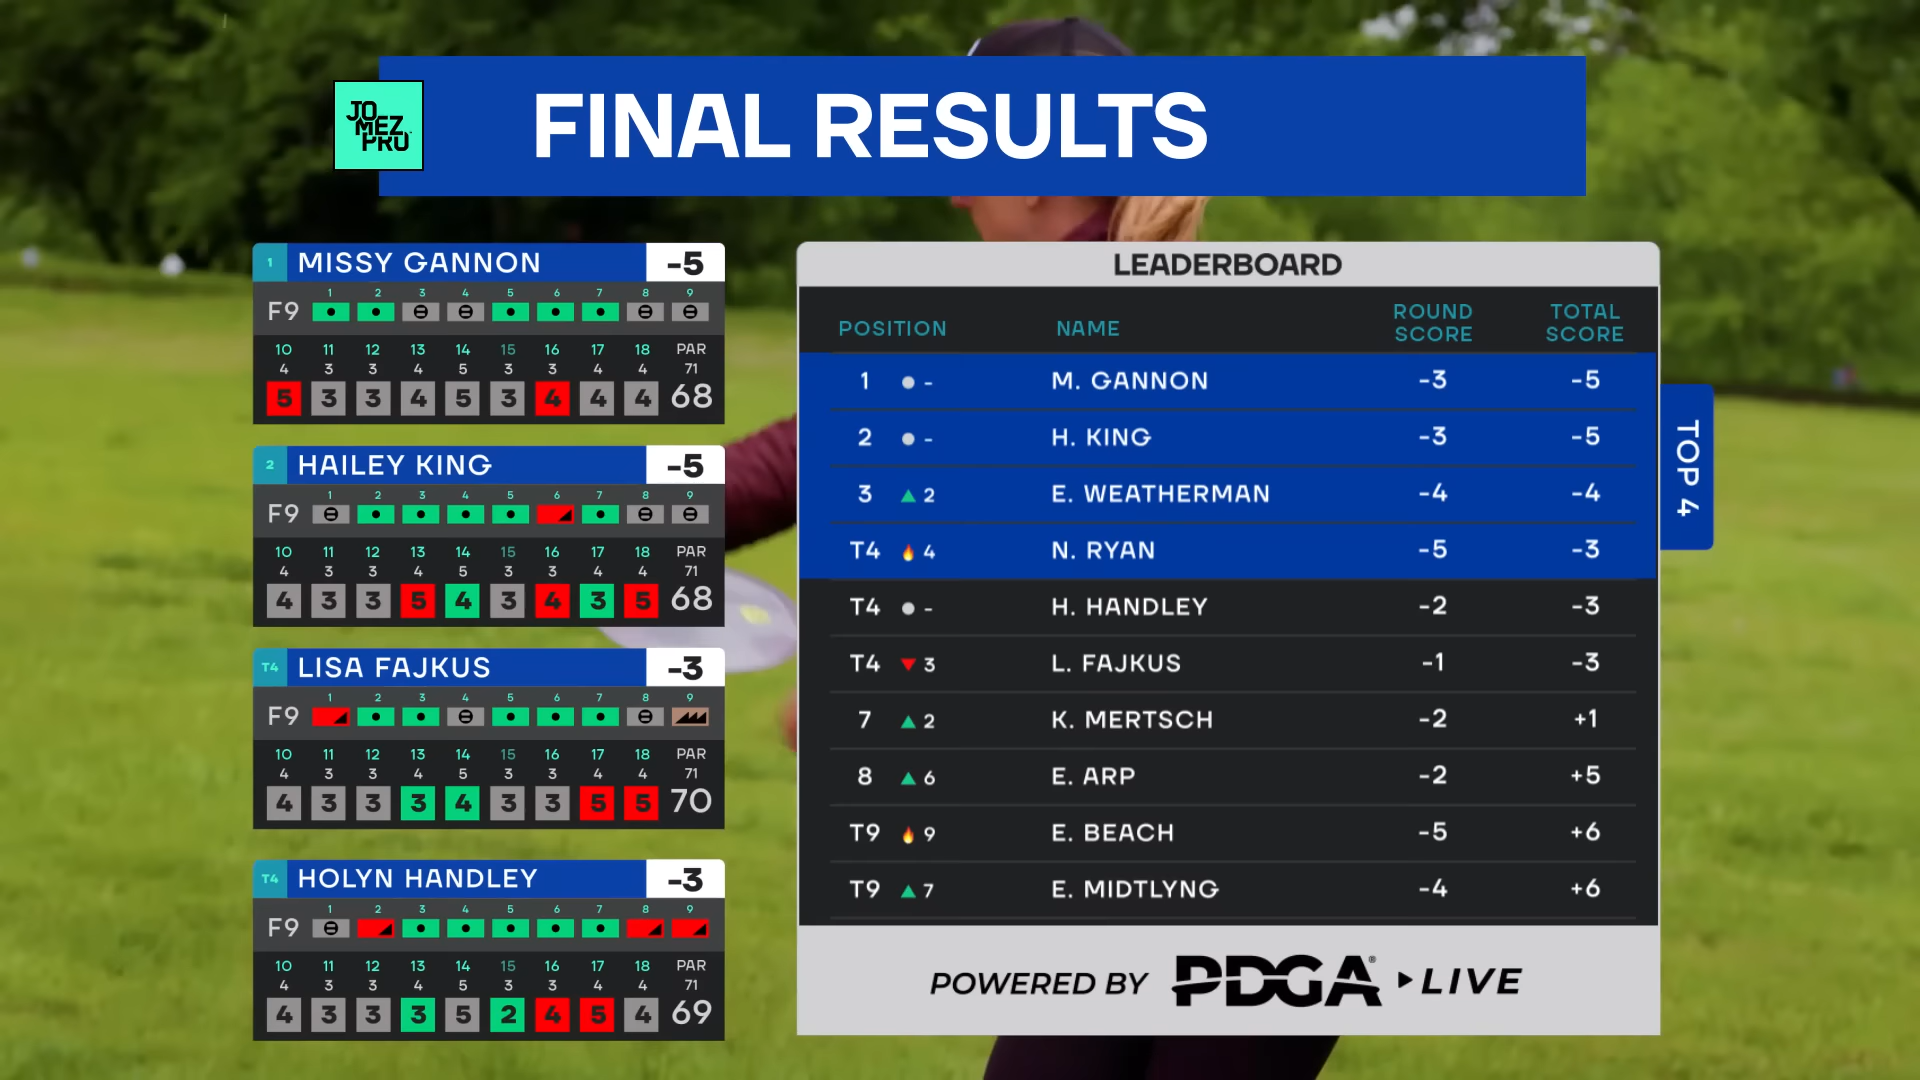 JO
MEZ
PRO
FINAL RESULTS
1 MISSY GANNON -5
1 2 3 4 5 6 7 8 9
F9
10 11 12 13 14 15 16 17 18 PAR
4 3 3 4 5 3 3 4 4 71
5 3 3 4 5 3 4 4 4 68
2 HAILEY KING -5
1 2 3 4 5 6 7 8 9
F9
10 11 12 13 14 15 16 17 18 PAR
4 3 3 4 5 3 3 4 4 71
4 3 3 5 4 3 4 3 5 68
T4 LISA FAJKUS -3
1 2 3 4 5 6 7 8 9
F9
10 11 12 13 14 15 16 17 18 PAR
4 3 3 4 5 3 3 4 4 71
4 3 3 3 4 3 3 5 5 70
T4 HOLYN HANDLEY -3
1 2 3 4 5 6 7 8 9
F9
10 11 12 13 14 15 16 17 18 PAR
4 3 3 4 5 3 3 4 4 71
4 3 3 3 5 2 4 5 4 69
LEADERBOARD
POSITION NAME ROUND SCORE TOTAL SCORE
1 - M. GANNON -3 -5
2 - H. KING -3 -5
3 2 E. WEATHERMAN -4 -4
T4 4 N. RYAN -5 -3
T4 - H. HANDLEY -2 -3
T4 3 L. FAJKUS -1 -3
7 2 K. MERTSCH -2 +1
8 6 E. ARP -2 +5
T9 9 E. BEACH -5 +6
T9 7 E. MIDTLYNG -4 +6
TOP 4
POWERED BY PDGA® LIVE